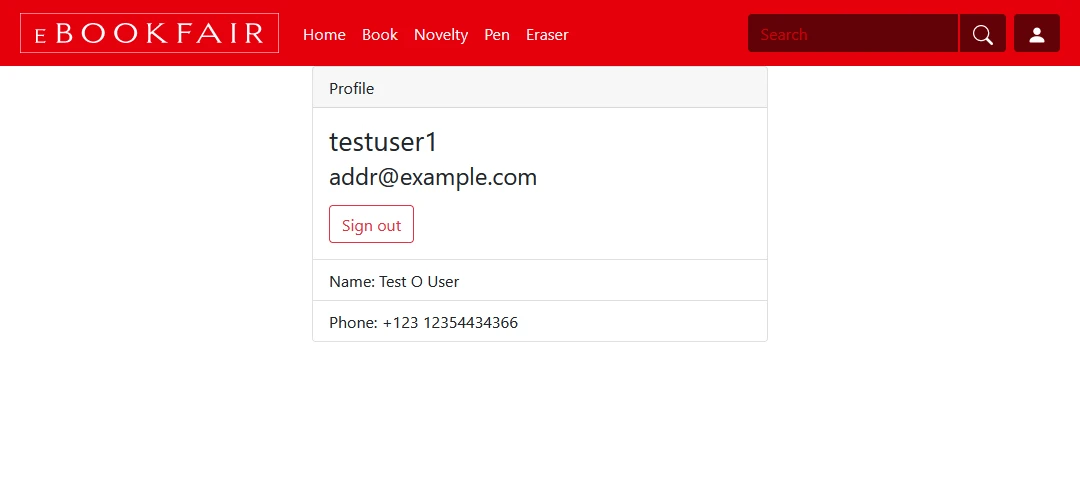 E BOOKFAIR Home Book Novelty Pen Eraser Search
Profile
testuser1
addr@example.com
Sign out
Name: Test O User
Phone: +123 12354434366